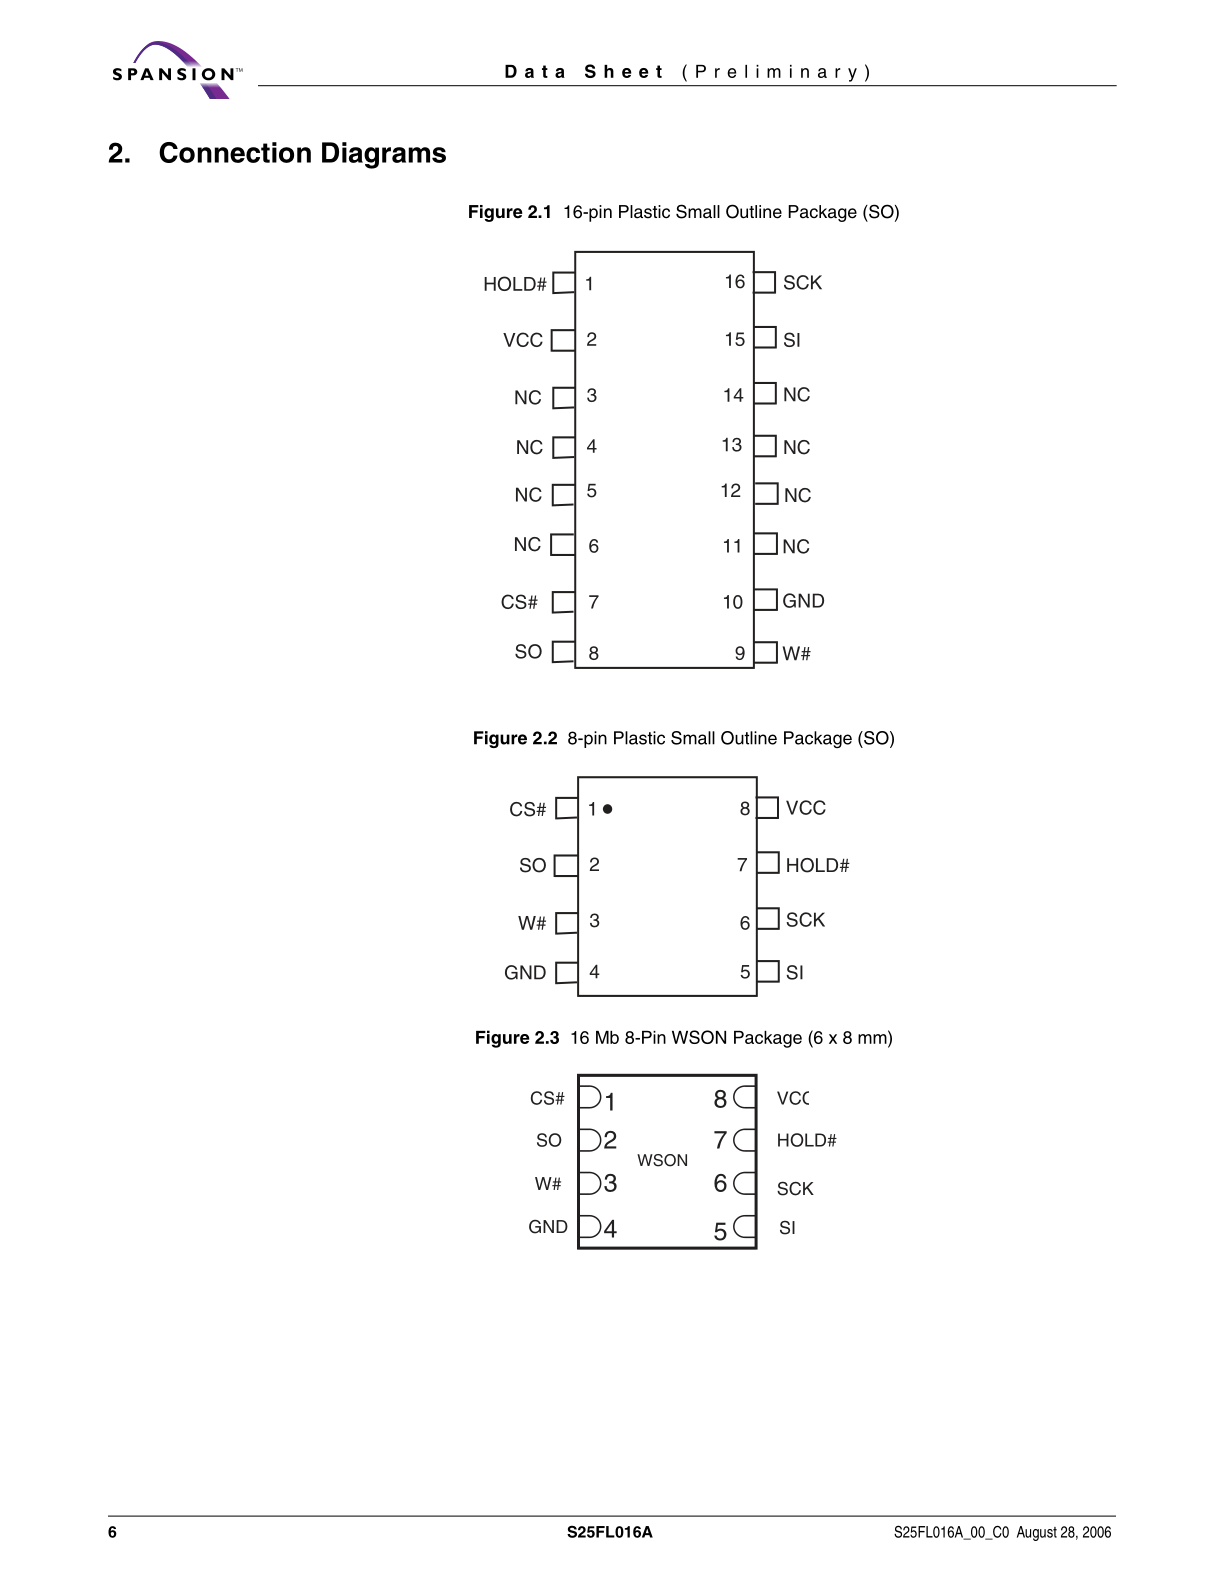 SPANSION™
Data Sheet (Preliminary)
2. Connection Diagrams
Figure 2.1 16-pin Plastic Small Outline Package (SO)
HOLD# 1 16 SCK
VCC 2 15 SI
NC 3 14 NC
NC 4 13 NC
NC 5 12 NC
NC 6 11 NC
CS# 7 10 GND
SO 8 9 W#
Figure 2.2 8-pin Plastic Small Outline Package (SO)
CS# 1 8 VCC
SO 2 7 HOLD#
W# 3 6 SCK
GND 4 5 SI
Figure 2.3 16 Mb 8-Pin WSON Package (6 x 8 mm)
CS# 1 8 VCC
SO 2 7 HOLD#
WSON
W# 3 6 SCK
GND 4 5 SI
6 S25FL016A S25FL016A_00_C0 August 28, 2006